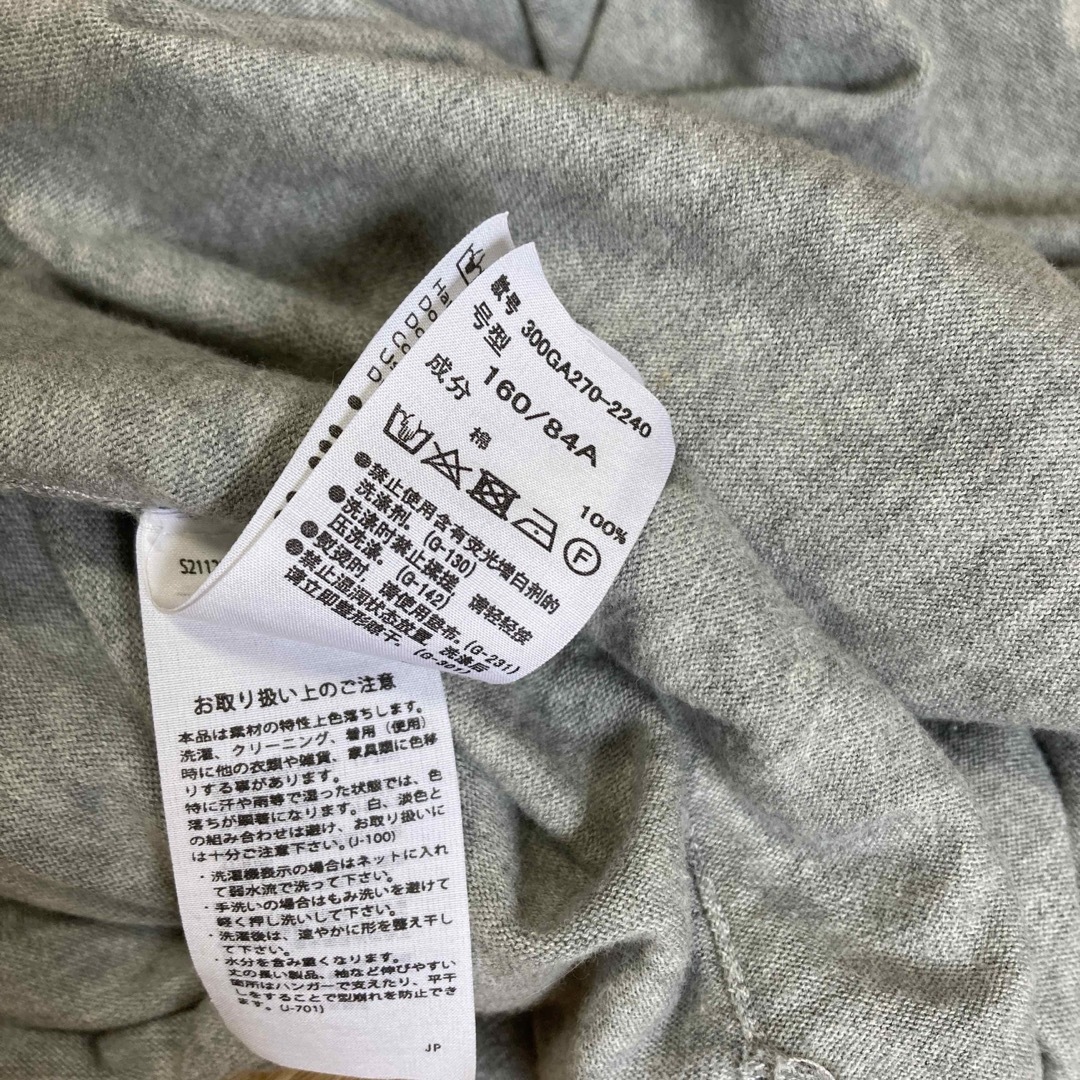 款号 300GA270-2240
号型 160/84A
成分
棉 100%
F
●禁止使用含有荧光增白剂的
洗涤剂。(G-130)
●洗涤时禁止揉搓 请轻轻按
压洗涤。(G-142)
●熨烫时，请使用垫布。(G-231)
●禁止湿润状态放置，洗涤后
请立即整形晾干。(G-301)
Do
Do
Co
D
お取り扱い上のご注意
本品は素材の特性上色落ちします。
洗濯、クリーニング、着用（使用）
時に他の衣類や雑貨、家具類に色移
りする事があります。
特に汗や雨等で湿った状態では、色
落ちが顕著になります。白、淡色と
の組み合わせは避け、お取り扱いに
は十分ご注意下さい。(J-100)
・洗濯機表示の場合はネットに入れ
て弱水流で洗って下さい。
・手洗いの場合はもみ洗いを避けて
軽く押し洗いして下さい。
・洗濯後は、速やかに形を整え干し
て下さい。
・水分を含み重くなります。
丈の長い製品、袖など伸びやすい
箇所はハンガーで支えたり、平干
しをすることで型崩れを防止でき
ます。(J-701)
JP